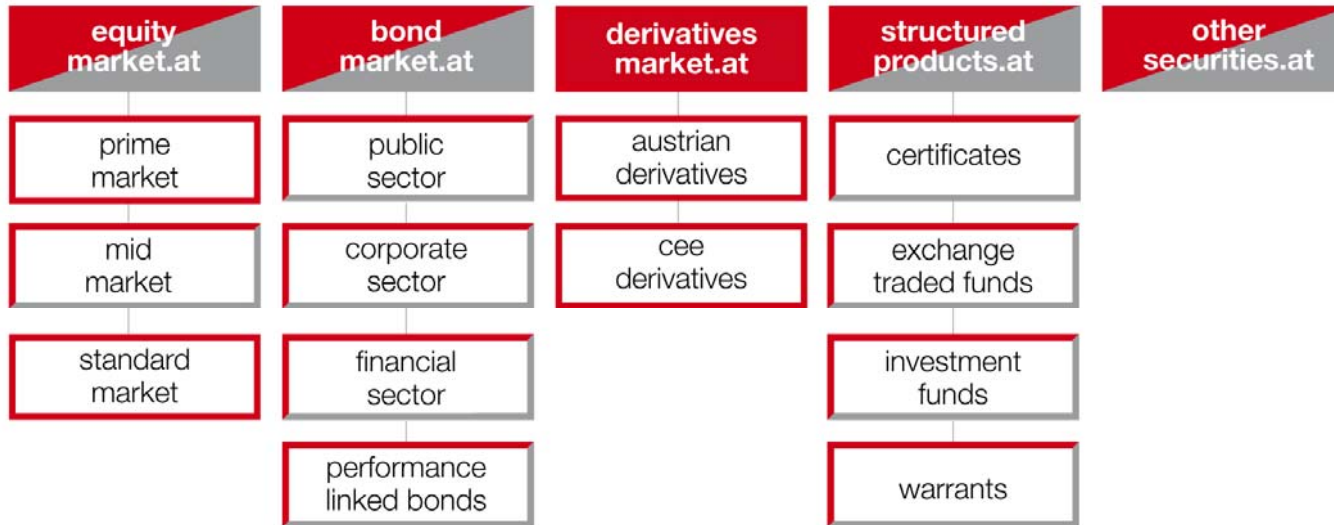 equity
market.at
prime
market
mid
market
standard
market
bond
market.at
public
sector
corporate
sector
financial
sector
performance
linked bonds
derivatives
market.at
austrian
derivatives
cee
derivatives
structured
products.at
certificates
exchange
traded funds
investment
funds
warrants
other
securities.at